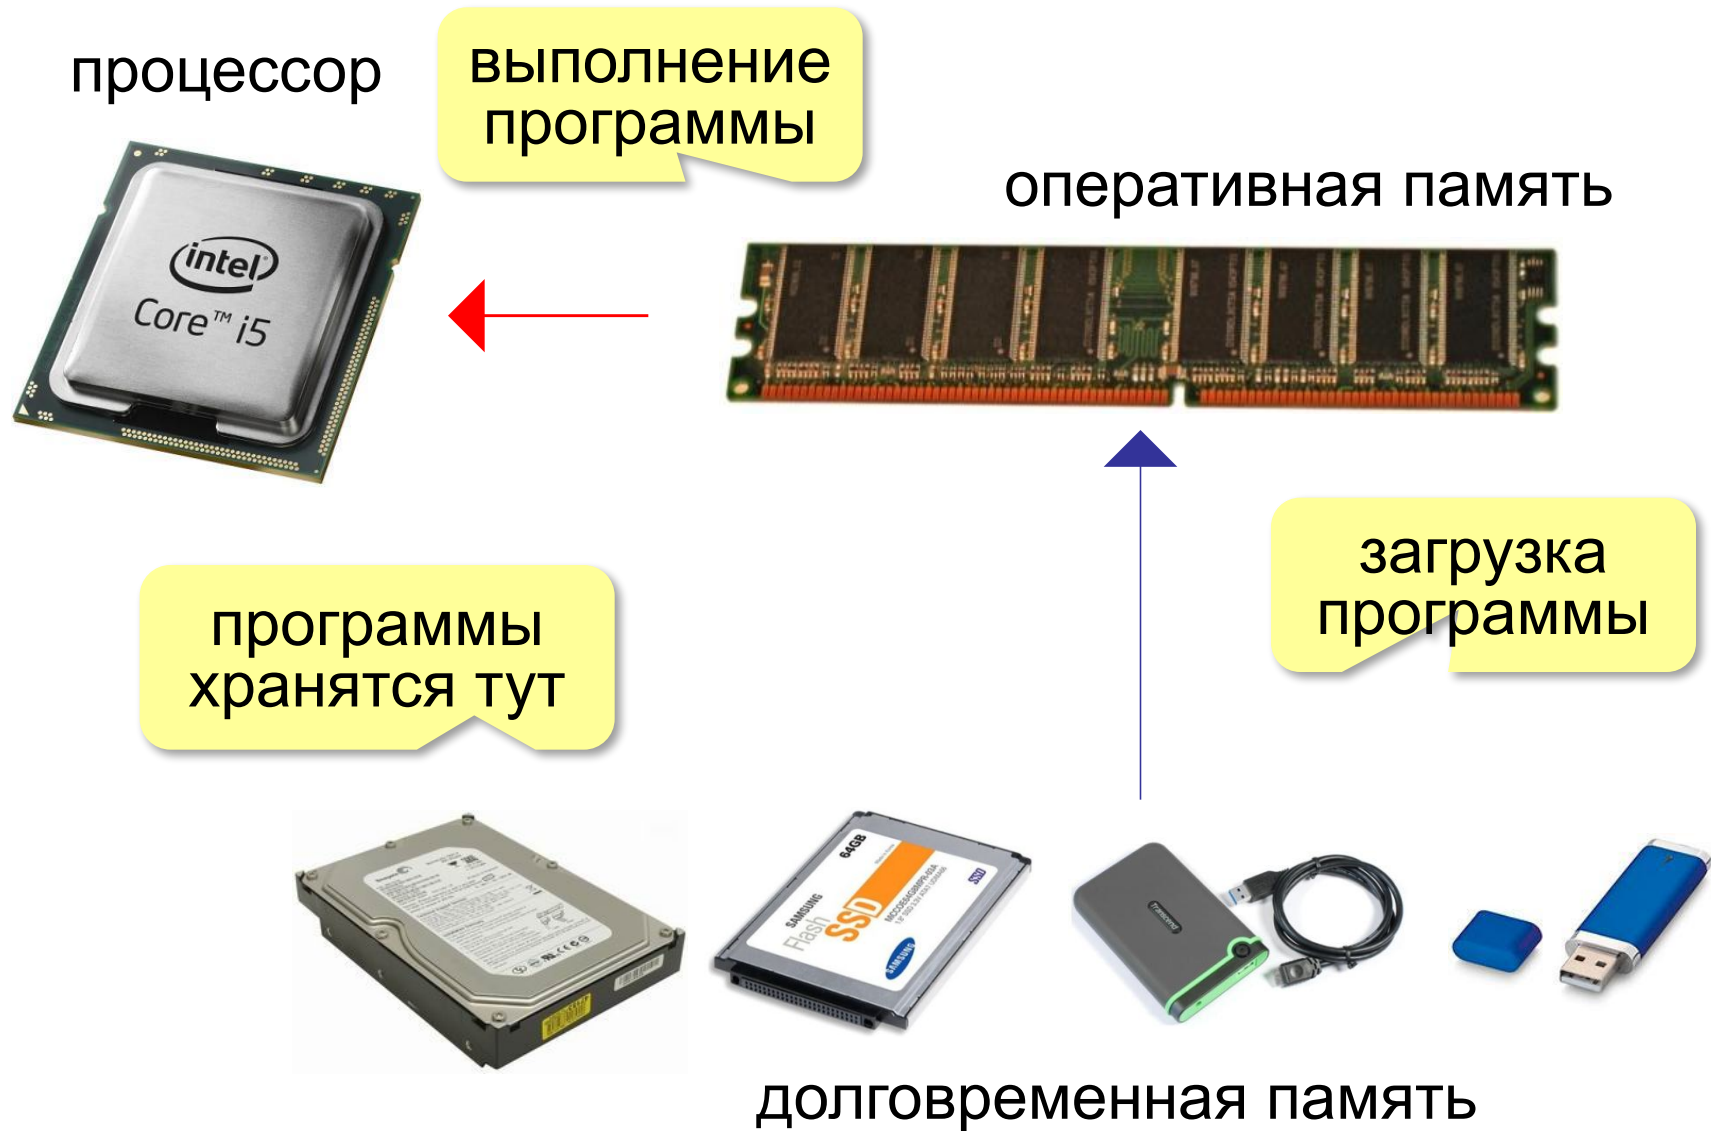 процессор
выполнение
программы
оперативная память
intel
Core™ i5
загрузка
программы
программы
хранятся тут
64GB
SAMSUNG
Flash
SSD
SSD
SAMSUNG
Transcend
долговременная память